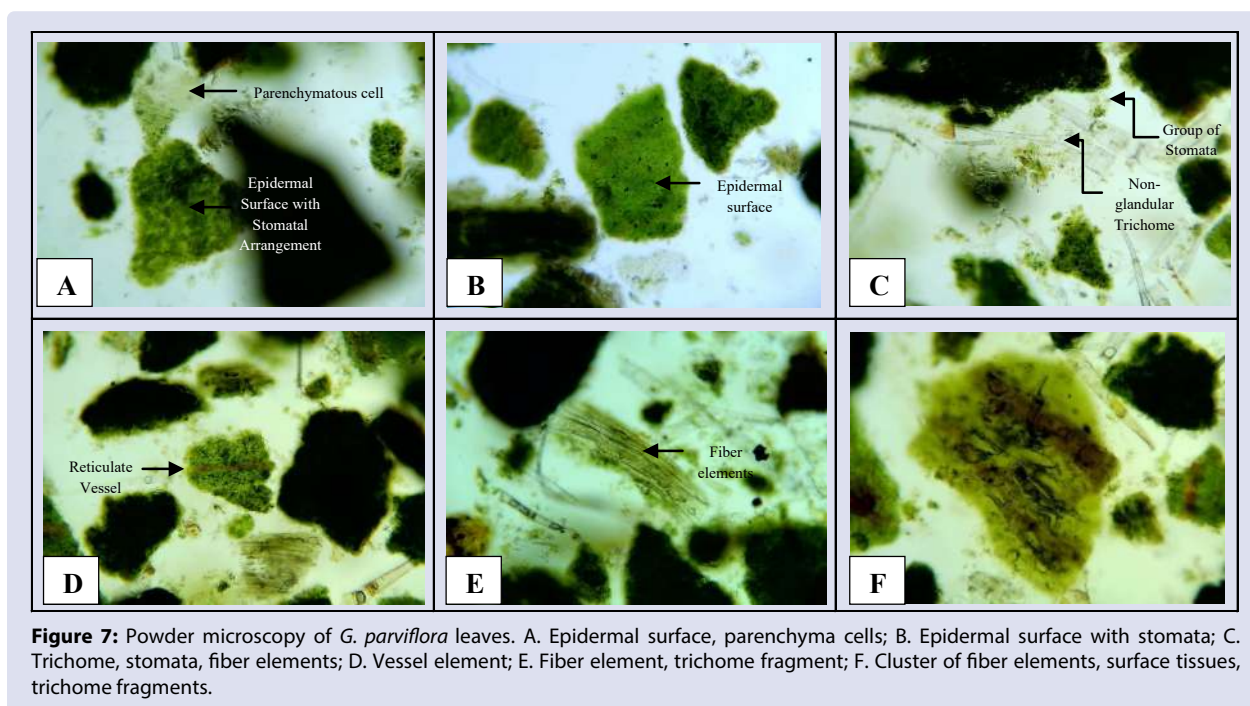 Parenchymatous cell
Epidermal
Surface with
Stomatal
Arrangement
A
Epidermal
surface
B
Group of
Stomata
Non-
glandular
Trichome
C
Reticulate
Vessel
D
Fiber
elements
E
F
Figure 7: Powder microscopy of G. parviflora leaves. A. Epidermal surface, parenchyma cells; B. Epidermal surface with stomata; C.
Trichome, stomata, fiber elements; D. Vessel element; E. Fiber element, trichome fragment; F. Cluster of fiber elements, surface tissues,
trichome fragments.